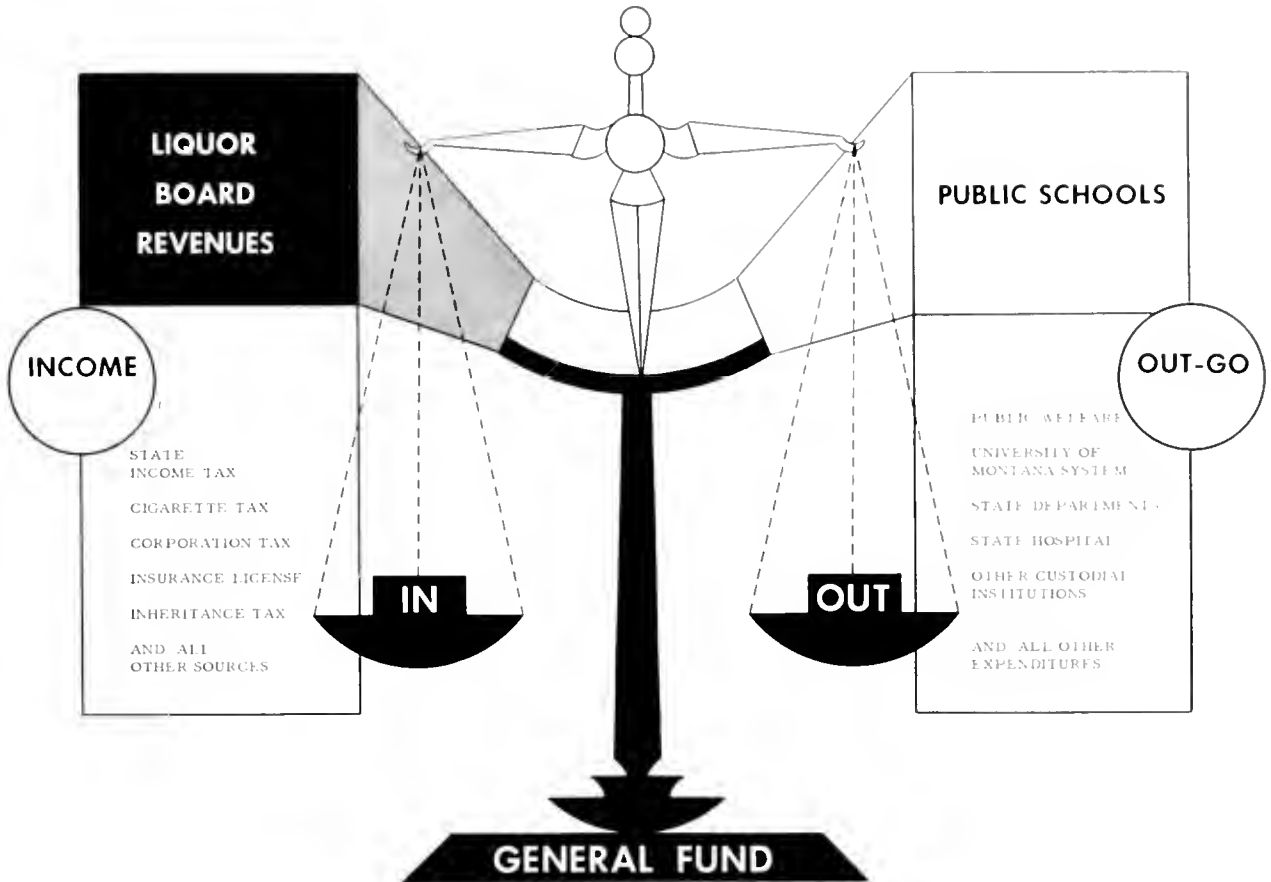 LIQUOR
BOARD
REVENUES
INCOME
STATE
INCOME TAX
CIGARETTE TAX
CORPORATION TAX
INSURANCE LICENSE
INHERITANCE TAX
AND ALL
OTHER SOURCES
IN
PUBLIC SCHOOLS
OUT-GO
PUBLIC WELFARE
UNIVERSITY OF
MONTANA SYSTEM
STATE DEPARTMENTS
STATE HOSPITAL
OTHER CUSTODIAL
INSTITUTIONS
AND ALL OTHER
EXPENDITURES
OUT
GENERAL FUND